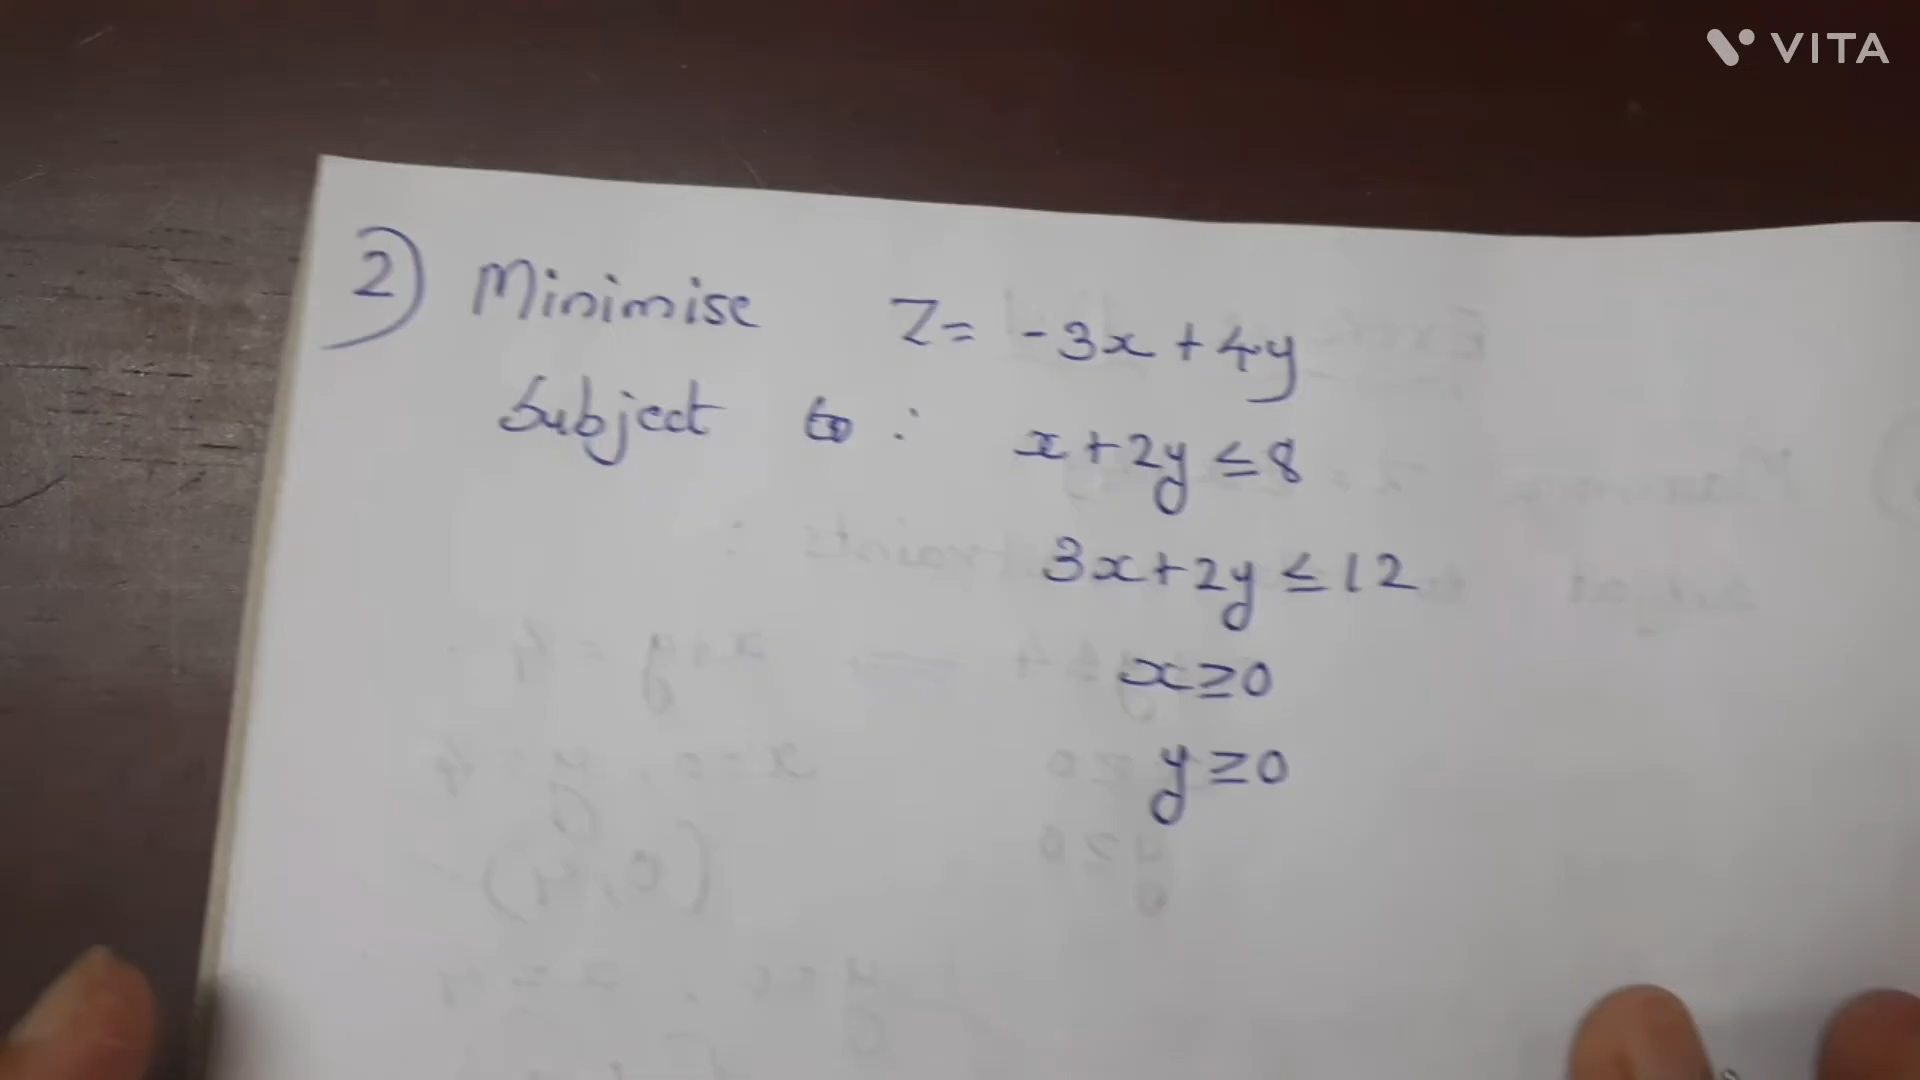 VITA
2) Minimise Z = -3x + 4y
Subject to : x + 2y ≤ 8
3x + 2y ≤ 12
x ≥ 0
y ≥ 0